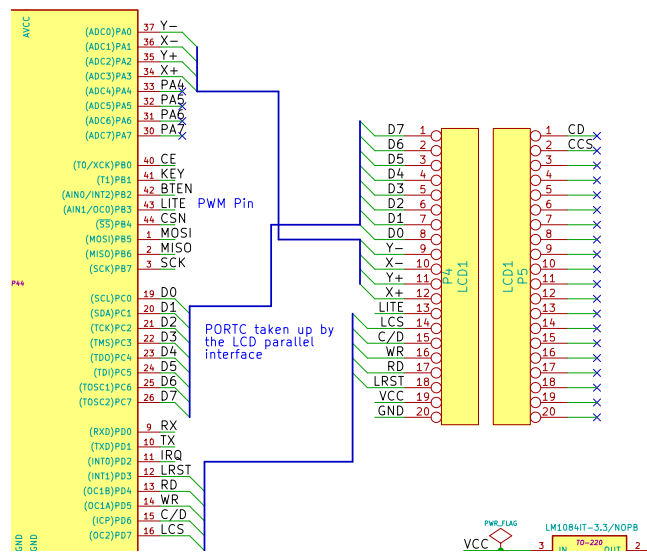 AVCC
(ADC0)PA0 37 Y-
(ADC1)PA1 36 X-
(ADC2)PA2 35 Y+
(ADC3)PA3 34 X+
(ADC4)PA4 33 PA4
(ADC5)PA5 32 PA5
(ADC6)PA6 31 PA6
(ADC7)PA7 30 PA7
(T0/XCK)PB0 40 CE
(T1)PB1 41 KEY
(AIN0/INT2)PB2 42 BTEN
(AIN1/OC0)PB3 43 LITE
(SS)PB4 44 CSN
(MOSI)PB5 1 MOSI
(MISO)PB6 2 MISO
(SCK)PB7 3 SCK
PWM Pin
P44
(SCL)PC0 19 D0
(SDA)PC1 20 D1
(TCK)PC2 21 D2
(TMS)PC3 22 D3
(TDO)PC4 23 D4
(TDI)PC5 24 D5
(TOSC1)PC6 25 D6
(TOSC2)PC7 26 D7
PORTC taken up by
the LCD parallel
interface
(RXD)PD0 9 RX
(TXD)PD1 10 TX
(INT0)PD2 11 IRQ
(INT1)PD3 12 LRST
(OC1B)PD4 13 RD
(OC1A)PD5 14 WR
(ICP)PD6 15 C/D
(OC2)PD7 16 LCS
GND
GND
D7 1
D6 2
D5 3
D4 4
D3 5
D2 6
D1 7
D0 8
Y- 9
X- 10
Y+ 11
X+ 12
LITE 13
LCS 14
C/D 15
WR 16
RD 17
LRST 18
VCC 19
GND 20
P4
LCD1
P5
LCD1
1 CD
2 CCS
3
4
5
6
7
8
9
10
11
12
13
14
15
16
17
18
19
20
PWR_FLAG
LM1084IT-3.3/NOPB
VCC 3 IN TO-220 OUT 2